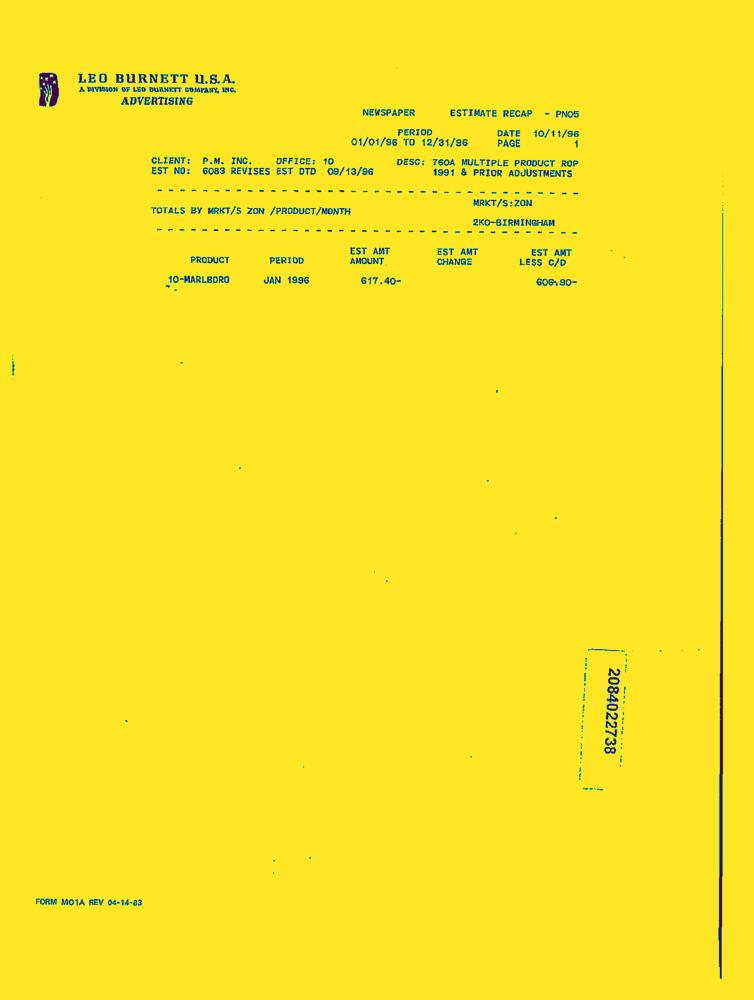 LEO BURNETT U.S.A.
A DIVISION OF LEO BURNETT COMPANY, INC.
ADVERTISING
NEWSPAPER ESTIMATE RECAP - PNO5
PERIOD DATE 10/11/96
01/01/96 TO 12/31/96 PAGE 1
CLIENT: P.M. INC. OFFICE: 10 DESC: 760A MULTIPLE PRODUCT ROP
EST NO: 6083 REVISES EST DTD 09/13/96 1991 & PRIOR ADJUSTMENTS
MRKT/S:ZON
TOTALS BY MRKT/S ZON /PRODUCT/MONTH
2KO-BIRMINGHAM
EST AMT EST AMT EST AMT
PRODUCT PERIOD AMOUNT CHANGE LESS C/D
10-MARLBORO JAN 1996 617.40- 606.90-
2084022738
FORM MO1A REV 04-14-83